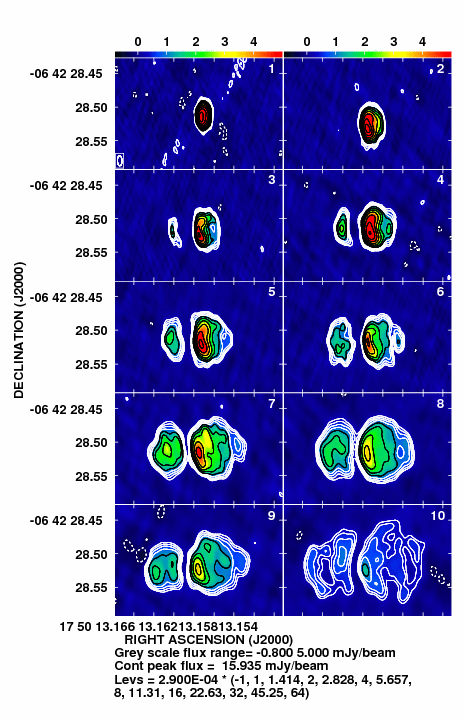 0 1 2 3 4 0 1 2 3 4
-06 42 28.45
28.50
28.55
1 2
-06 42 28.45
28.50
28.55
3 4
-06 42 28.45
28.50
28.55
5 6
-06 42 28.45
28.50
28.55
7 8
-06 42 28.45
28.50
28.55
9 10
DECLINATION (J2000)
17 50 13.166 13.162 13.158 13.154
RIGHT ASCENSION (J2000)
Grey scale flux range= -0.800 5.000 mJy/beam
Cont peak flux = 15.935 mJy/beam
Levs = 2.900E-04 * (-1, 1, 1.414, 2, 2.828, 4, 5.657,
8, 11.31, 16, 22.63, 32, 45.25, 64)